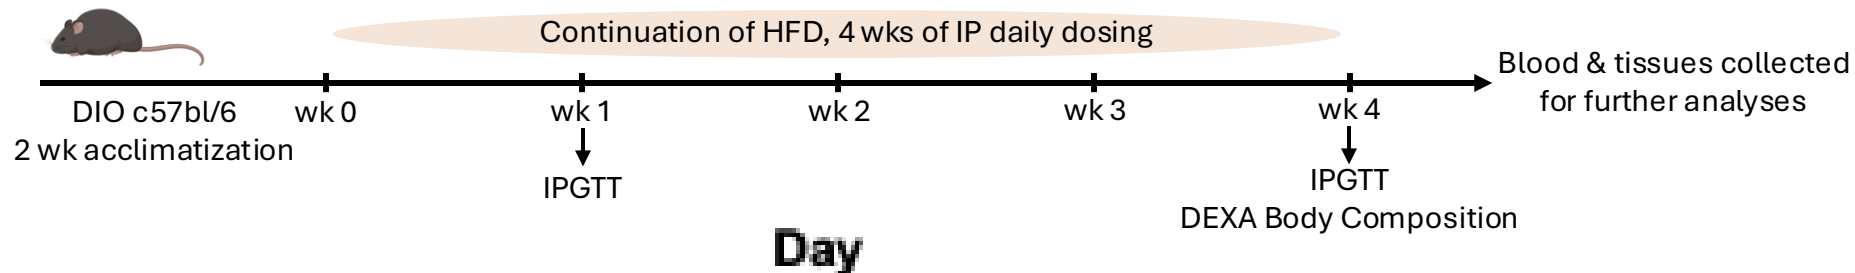 Continuation of HFD, 4 wks of IP daily dosing
Blood & tissues collected
for further analyses
DIO c57bl/6
2 wk acclimatization
wk 0
wk 1
wk 2
wk 3
wk 4
IPGTT
IPGTT
DEXA Body Composition
Day